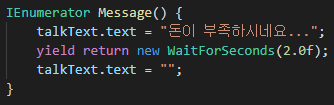 IEnumerator Message() {
talkText.text = "돈이 부족하시네요...";
yield return new WaitForSeconds(2.0f);
talkText.text = "";
}